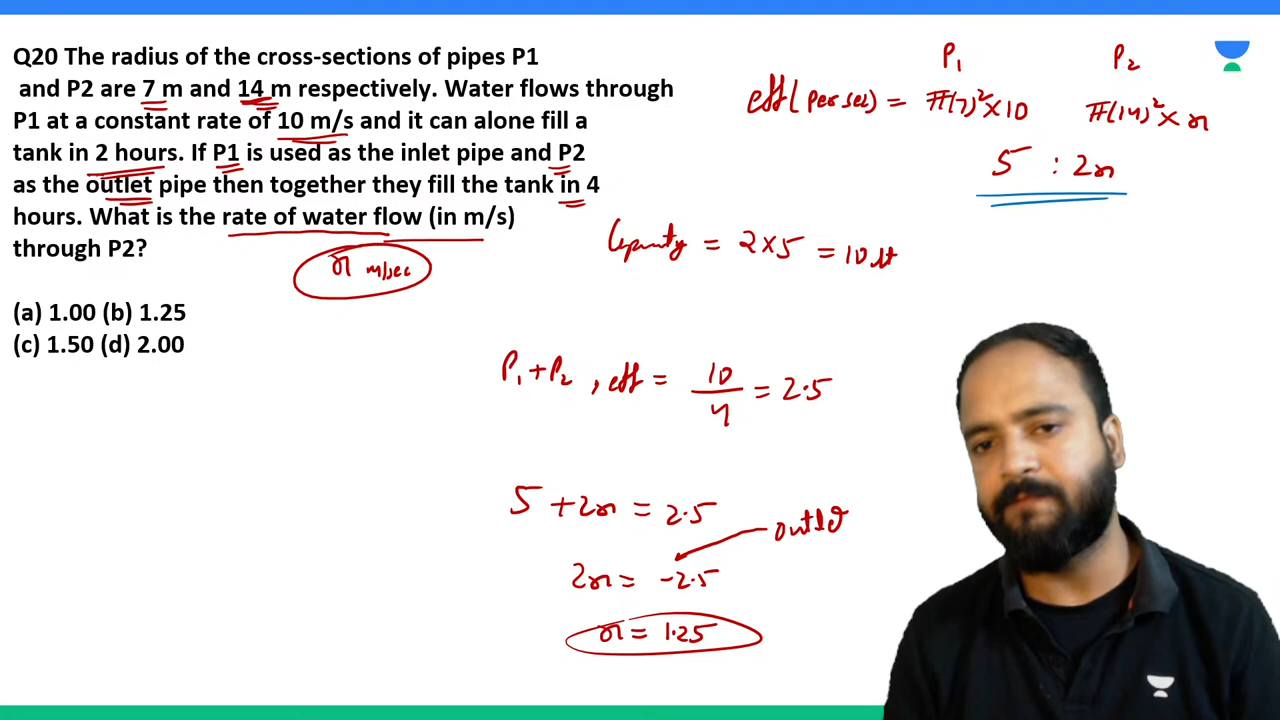 Q20 The radius of the cross-sections of pipes P1
and P2 are 7 m and 14 m respectively. Water flows through
P1 at a constant rate of 10 m/s and it can alone fill a
tank in 2 hours. If P1 is used as the inlet pipe and P2
as the outlet pipe then together they fill the tank in 4
hours. What is the rate of water flow (in m/s)
through P2?
x m/sec
(a) 1.00 (b) 1.25
(c) 1.50 (d) 2.00
P₁ P₂
eff (per sec) = π(7)²×10 π(14)²×x
5 : 2x
Capacity = 2×5 = 10 lt
P₁+P₂, eff = 10/4 = 2.5
5 + 2x = 2.5
outlet
2x = -2.5
x = 1.25